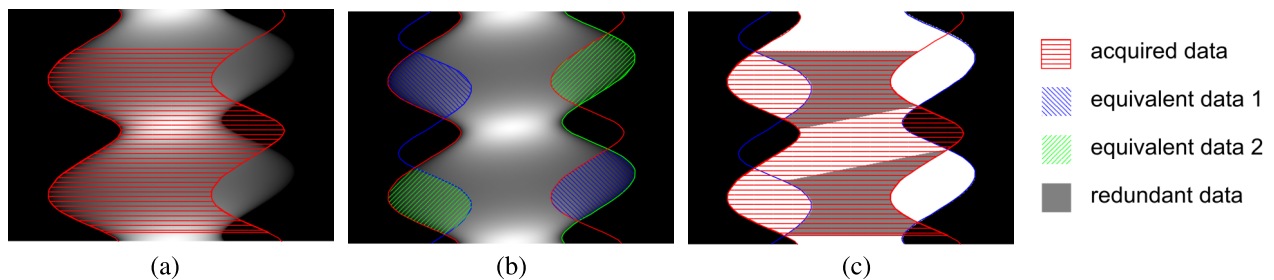 acquired data
equivalent data 1
equivalent data 2
redundant data
(a)
(b)
(c)